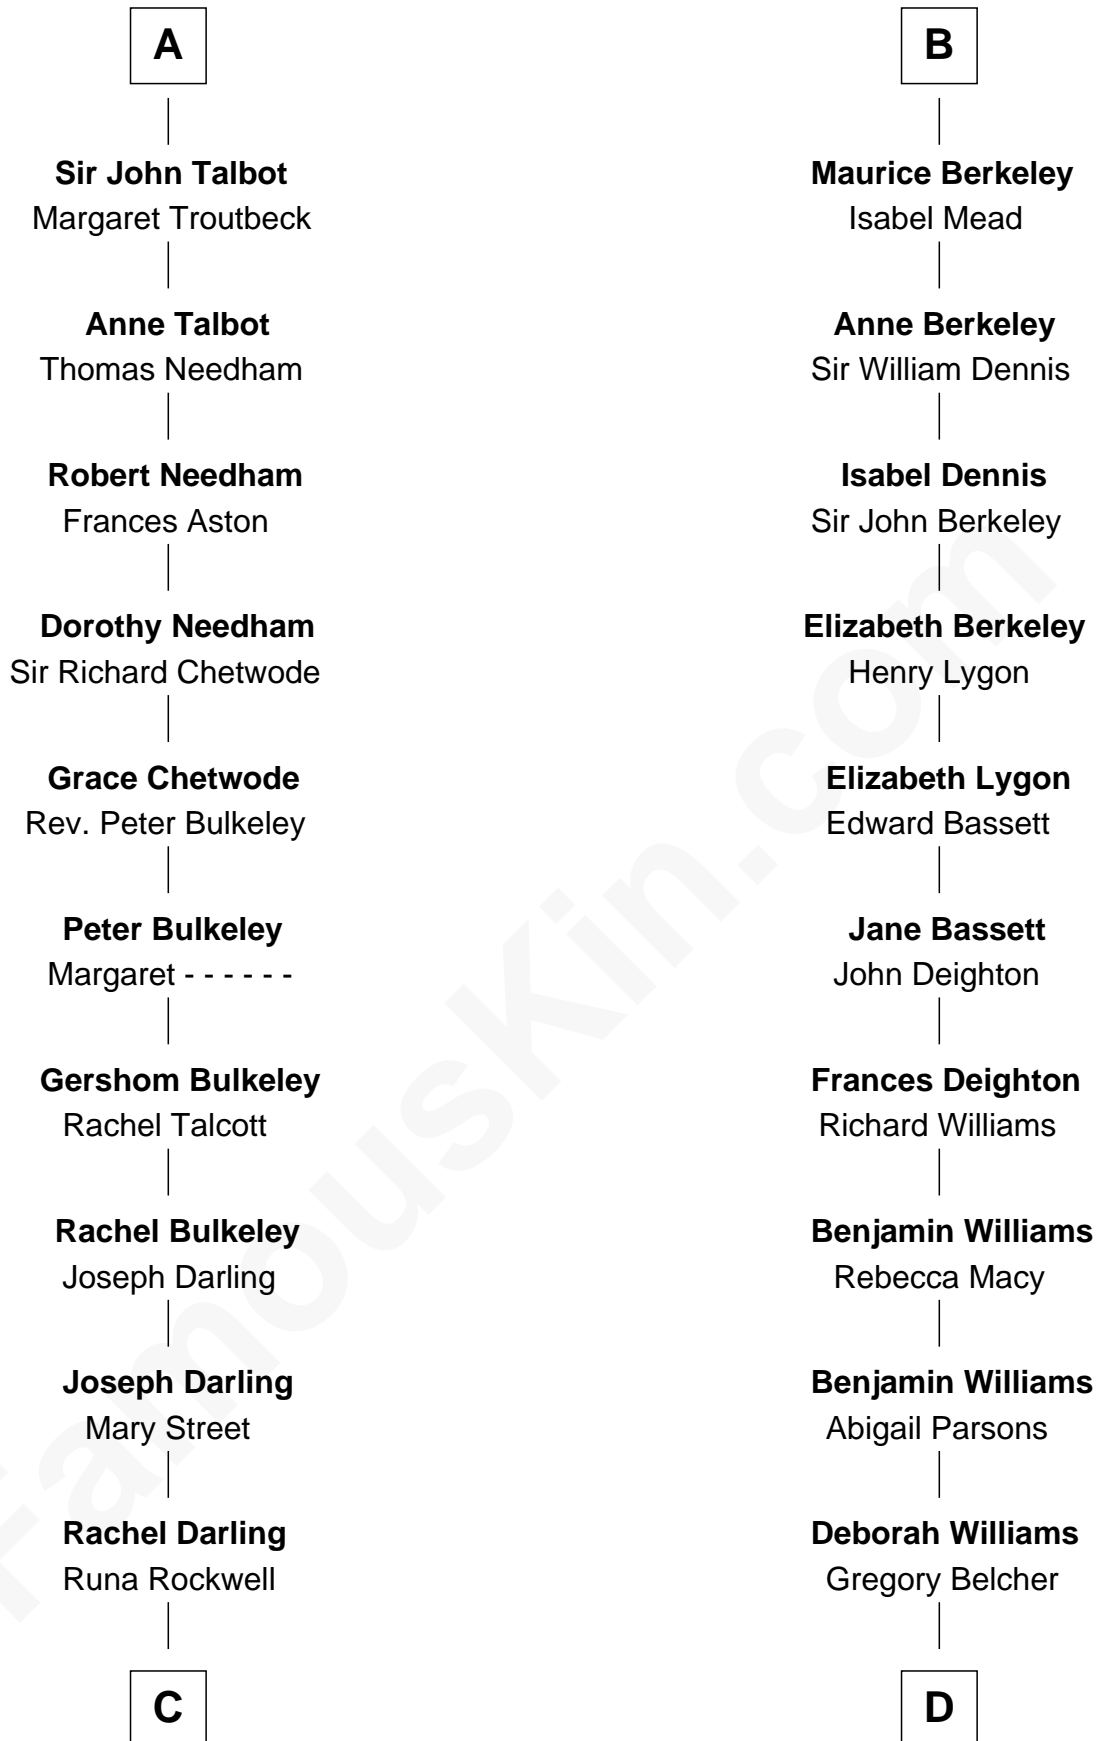 A
Sir John Talbot
Margaret Troutbeck
Anne Talbot
Thomas Needham
Robert Needham
Frances Aston
Dorothy Needham
Sir Richard Chetwode
Grace Chetwode
Rev. Peter Bulkeley
Peter Bulkeley
Margaret - - - - - -
Gershom Bulkeley
Rachel Talcott
Rachel Bulkeley
Joseph Darling
Joseph Darling
Mary Street
Rachel Darling
Runa Rockwell
C
B
Maurice Berkeley
Isabel Mead
Anne Berkeley
Sir William Dennis
Isabel Dennis
Sir John Berkeley
Elizabeth Berkeley
Henry Lygon
Elizabeth Lygon
Edward Bassett
Jane Bassett
John Deighton
Frances Deighton
Richard Williams
Benjamin Williams
Rebecca Macy
Benjamin Williams
Abigail Parsons
Deborah Williams
Gregory Belcher
D
FamousKin.com